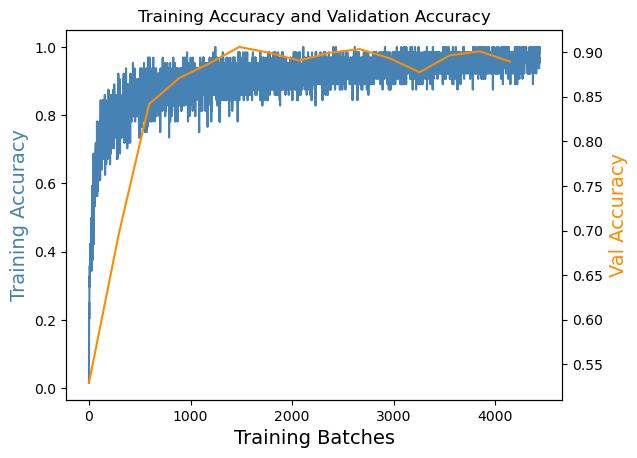 Training Accuracy and Validation Accuracy
1.0
0.8
0.6
0.4
0.2
0.0
Training Accuracy
0.90
0.85
0.80
0.75
0.70
0.65
0.60
0.55
Val Accuracy
0 1000 2000 3000 4000
Training Batches